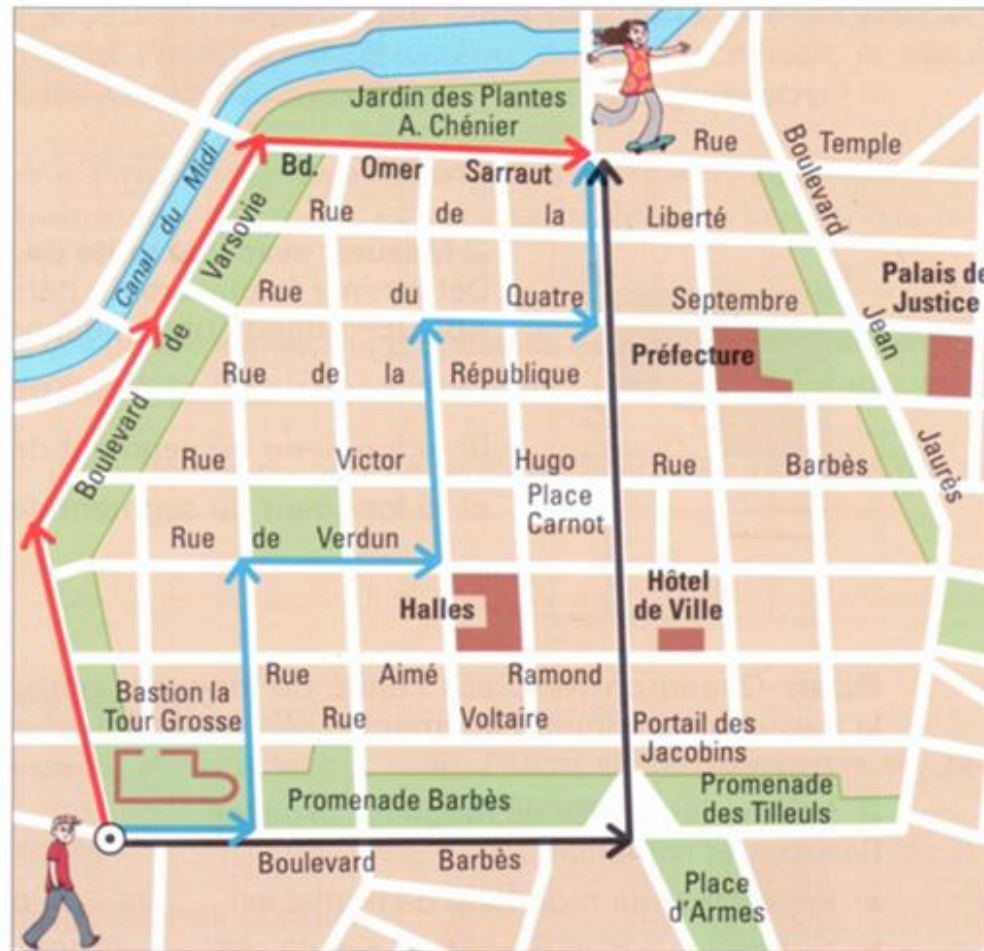 Jardin des Plantes
A. Chénier
Rue Temple
Bd. Omer Sarraut
Boulevard Jean Jaurès
Canal du Midi
Rue de la Liberté
Boulevard de Varsovie
Palais de
Justice
Rue du Quatre Septembre
Préfecture
Rue de la République
Rue Victor Hugo
Rue Barbès
Place
Carnot
Rue de Verdun
Halles
Hôtel
de Ville
Rue Aimé Ramond
Bastion la
Tour Grosse
Rue Voltaire
Portail des
Jacobins
Promenade Barbès
Promenade
des Tilleuls
Boulevard Barbès
Place
d'Armes